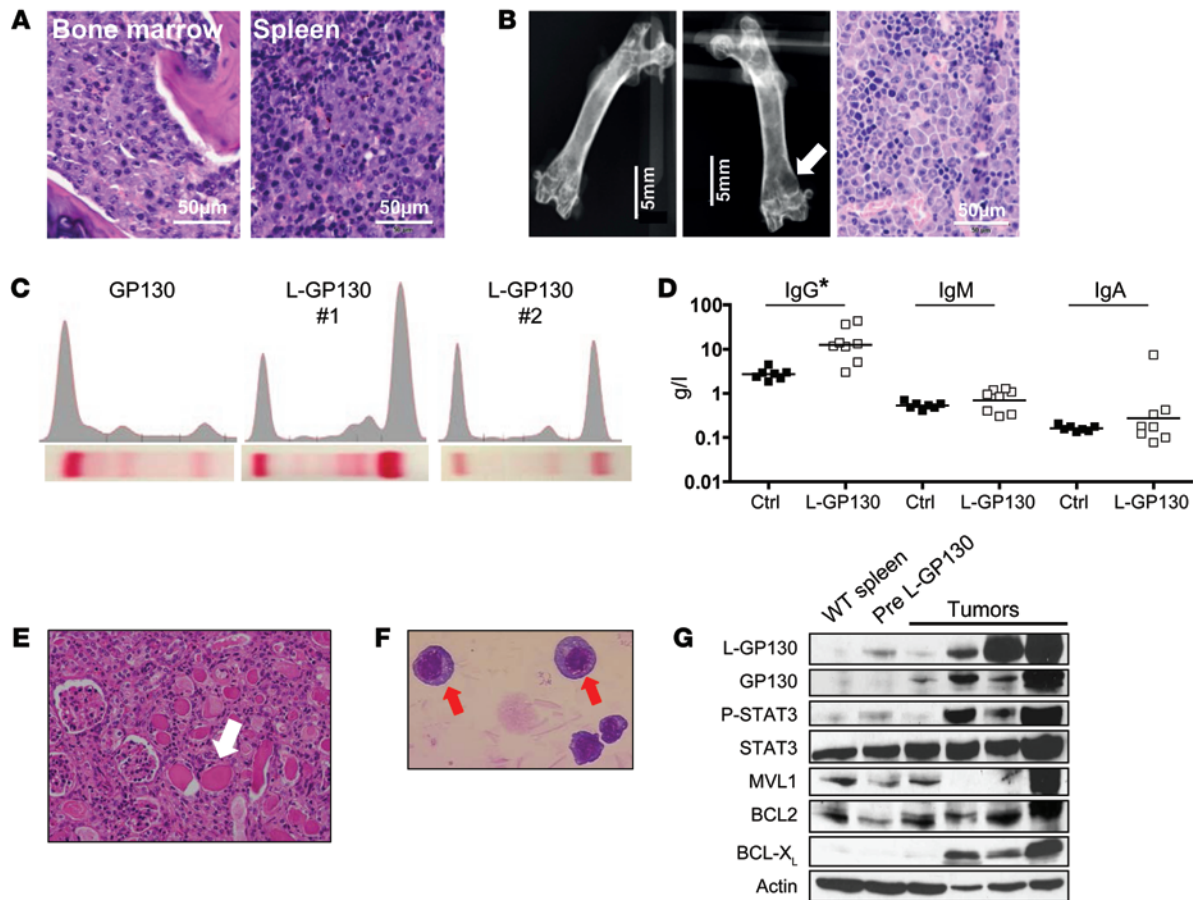 A
Bone marrow
Spleen
50μm
50μm
B
5mm
5mm
50μm
C
GP130
L-GP130
#1
L-GP130
#2
D
IgG*
IgM
IgA
g/l
100
10
1
0.1
0.01
Ctrl
L-GP130
Ctrl
L-GP130
Ctrl
L-GP130
E
F
G
WT spleen
Pre L-GP130
Tumors
L-GP130
GP130
P-STAT3
STAT3
MVL1
BCL2
BCL-XL
Actin